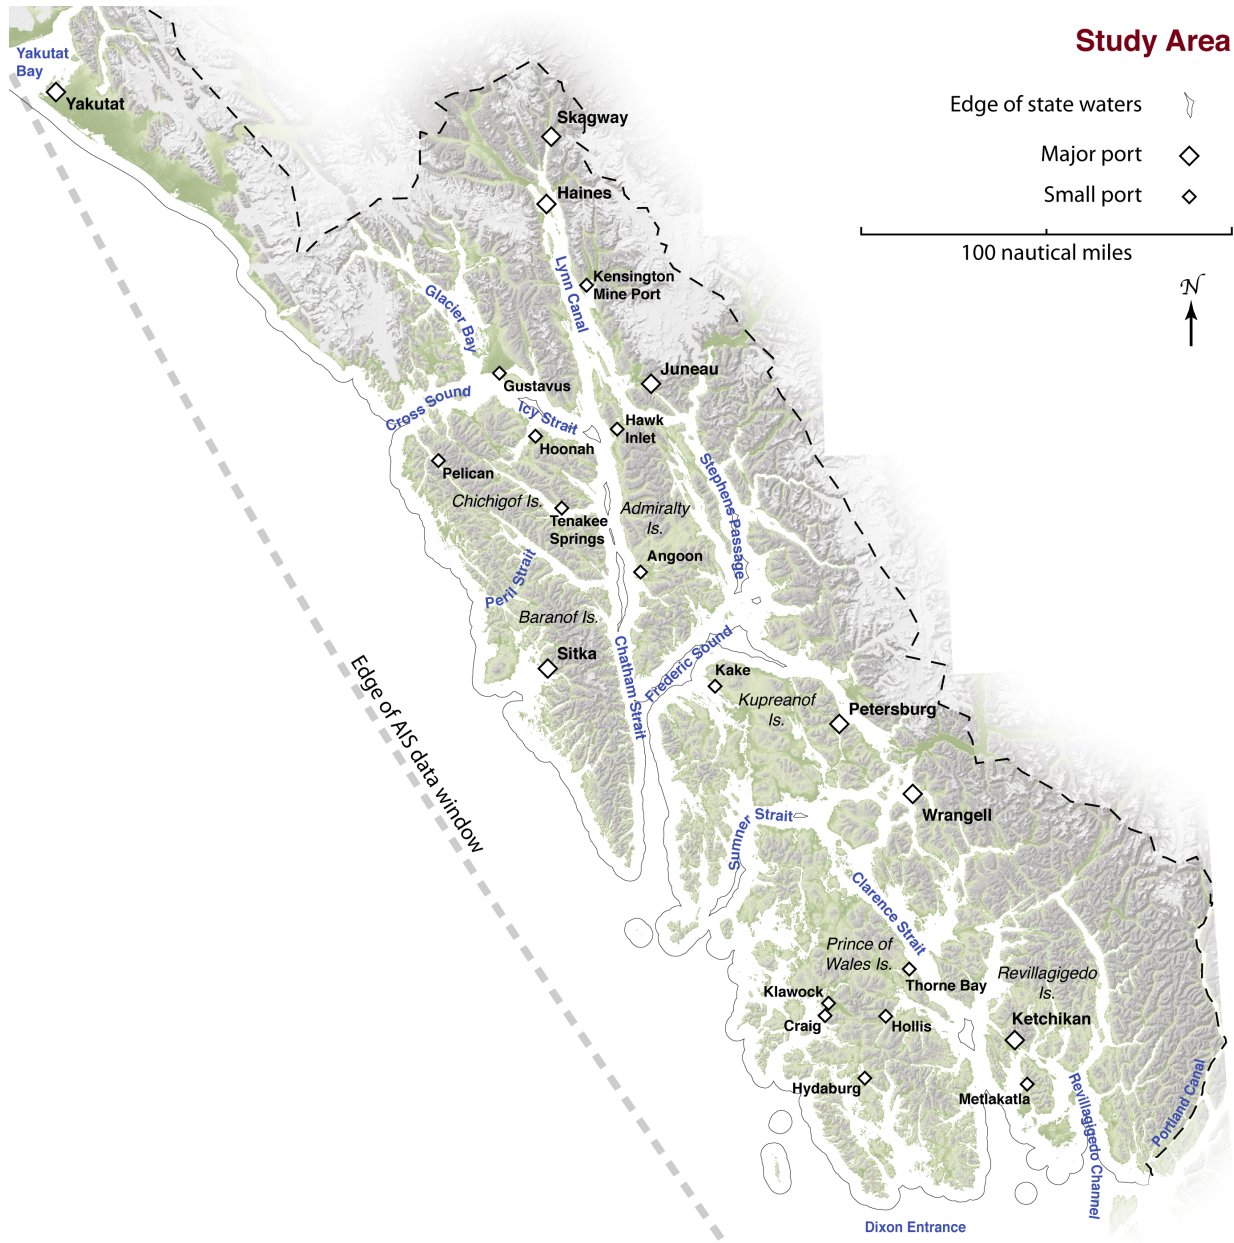 Study Area
Edge of state waters
Major port
Small port
100 nautical miles
N
Yakutat
Bay
Yakutat
Skagway
Haines
Lynn Canal
Kensington
Mine Port
Glacier Bay
Juneau
Gustavus
Cross Sound
Icy Strait
Hawk
Inlet
Hoonah
Pelican
Stephens Passage
Chichigof Is.
Admiralty
Is.
Tenakee
Springs
Angoon
Peril Strait
Baranof Is.
Sitka
Chatham Strait
Frederic Sound
Kake
Kupreanof
Is.
Petersburg
Edge of AIS data window
Wrangell
Sumner Strait
Clarence Strait
Prince of
Wales Is.
Revillagigedo
Is.
Thorne Bay
Klawock
Craig
Hollis
Ketchikan
Hydaburg
Metlakatla
Revillagigedo Channel
Portland Canal
Dixon Entrance